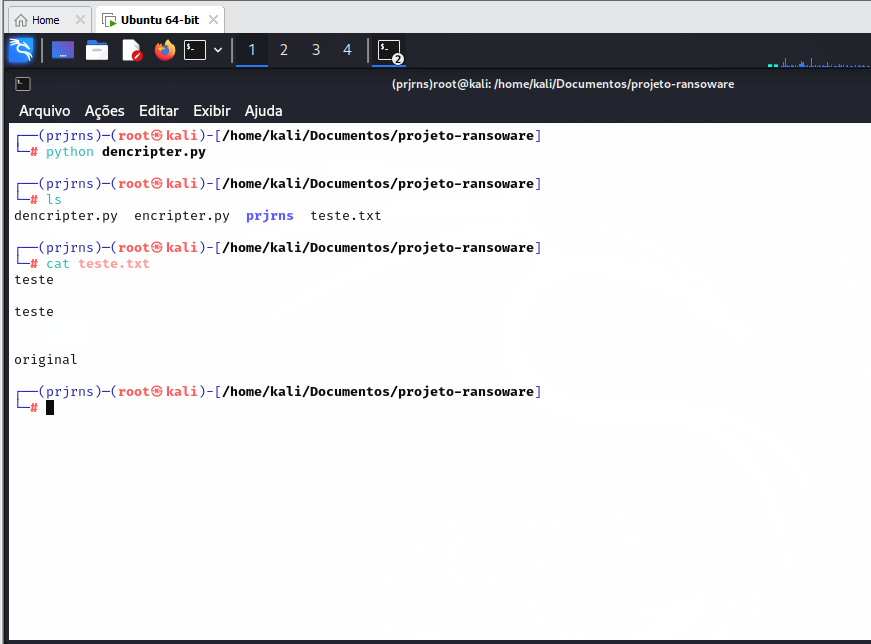 Home
Ubuntu 64-bit
1 2 3 4 2
(prjrns)root@kali: /home/kali/Documentos/projeto-ransoware
Arquivo Ações Editar Exibir Ajuda
┌──(prjrns)─(root㉿kali)-[/home/kali/Documentos/projeto-ransoware]
└─# python dencripter.py
┌──(prjrns)─(root㉿kali)-[/home/kali/Documentos/projeto-ransoware]
└─# ls
dencripter.py encripter.py prjrns teste.txt
┌──(prjrns)─(root㉿kali)-[/home/kali/Documentos/projeto-ransoware]
└─# cat teste.txt
teste
teste
original
┌──(prjrns)─(root㉿kali)-[/home/kali/Documentos/projeto-ransoware]
└─#